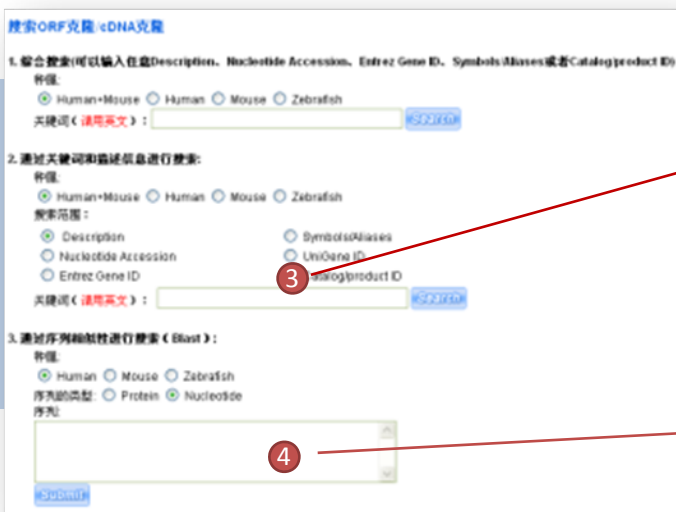 搜索ORF克隆/cDNA克隆
1. 综合搜索(可以输入任意Description、Nucleotide Accession、Entrez Gene ID、Symbols/Aliases或者Catalog/product ID)
种属:
Human+Mouse Human Mouse Zebrafish
关键词( 请用英文 ) : Search
2. 通过关键词和描述信息进行搜索:
种属:
Human+Mouse Human Mouse Zebrafish
搜索范围：
Description Symbols/Aliases
Nucleotide Accession UniGene ID
Entrez Gene ID 3 Catalog/product ID
关键词( 请用英文 ) : Search
3. 通过序列相似性进行搜索 ( Blast ) :
种属:
Human Mouse Zebrafish
序列的类型: Protein Nucleotide
序列:
4
Submit